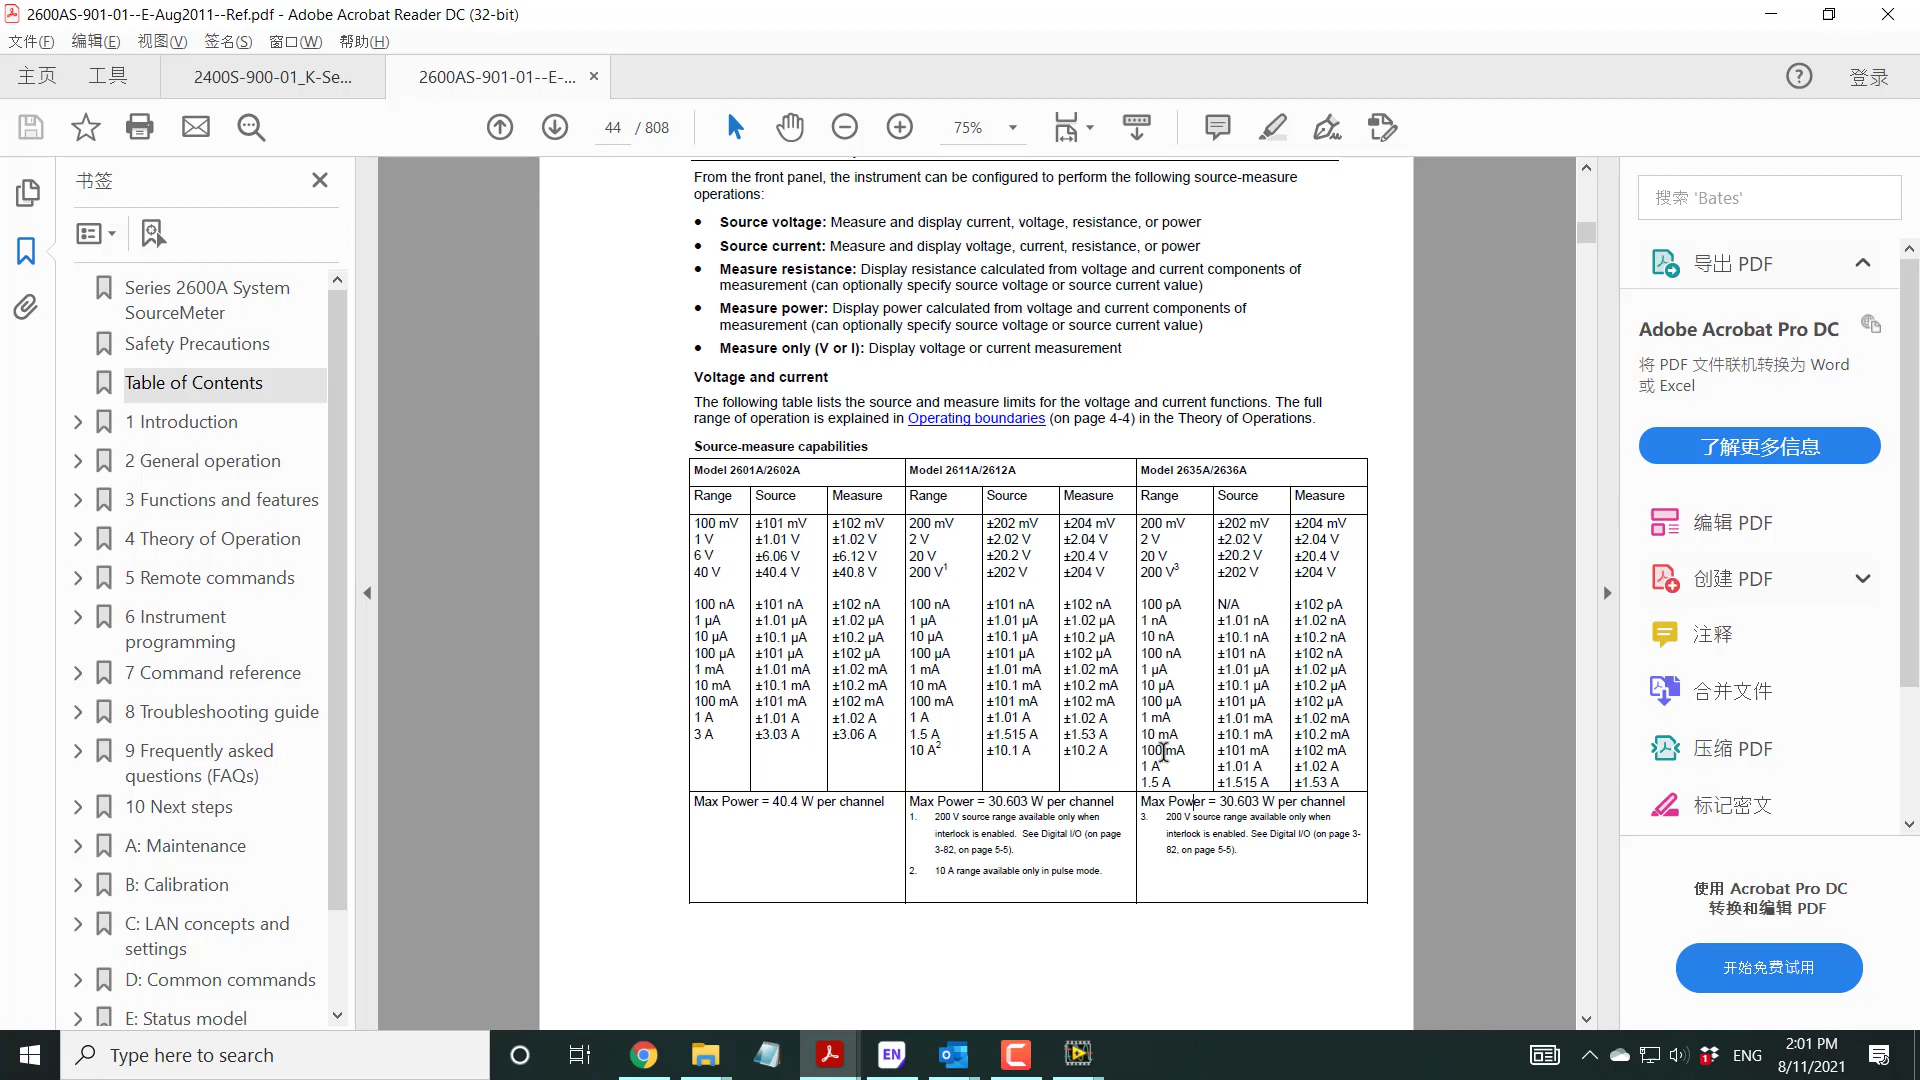 2600AS-901-01--E-Aug2011--Ref.pdf - Adobe Acrobat Reader DC (32-bit)
文件(F) 编辑(E) 视图(V) 签名(S) 窗口(W) 帮助(H)
主页 工具 2400S-900-01_K-Se... 2600AS-901-01--E-... × 登录
44 / 808 75%
书签
Series 2600A System
SourceMeter
Safety Precautions
Table of Contents
1 Introduction
2 General operation
3 Functions and features
4 Theory of Operation
5 Remote commands
6 Instrument
programming
7 Command reference
8 Troubleshooting guide
9 Frequently asked
questions (FAQs)
10 Next steps
A: Maintenance
B: Calibration
C: LAN concepts and
settings
D: Common commands
E: Status model
From the front panel, the instrument can be configured to perform the following source-measure
operations:
• Source voltage: Measure and display current, voltage, resistance, or power
• Source current: Measure and display voltage, current, resistance, or power
• Measure resistance: Display resistance calculated from voltage and current components of
measurement (can optionally specify source voltage or source current value)
• Measure power: Display power calculated from voltage and current components of
measurement (can optionally specify source voltage or source current value)
• Measure only (V or I): Display voltage or current measurement
Voltage and current
The following table lists the source and measure limits for the voltage and current functions. The full
range of operation is explained in Operating boundaries (on page 4-4) in the Theory of Operations.
Source-measure capabilities
Model 2601A/2602A Model 2611A/2612A Model 2635A/2636A
Range Source Measure Range Source Measure Range Source Measure
100 mV ±101 mV ±102 mV 200 mV ±202 mV ±204 mV 200 mV ±202 mV ±204 mV
1 V ±1.01 V ±1.02 V 2 V ±2.02 V ±2.04 V 2 V ±2.02 V ±2.04 V
6 V ±6.06 V ±6.12 V 20 V ±20.2 V ±20.4 V 20 V ±20.2 V ±20.4 V
40 V ±40.4 V ±40.8 V 200 V1 ±202 V ±204 V 200 V3 ±202 V ±204 V
100 nA ±101 nA ±102 nA 100 nA ±101 nA ±102 nA 100 pA N/A ±102 pA
1 µA ±1.01 µA ±1.02 µA 1 µA ±1.01 µA ±1.02 µA 1 nA ±1.01 nA ±1.02 nA
10 µA ±10.1 µA ±10.2 µA 10 µA ±10.1 µA ±10.2 µA 10 nA ±10.1 nA ±10.2 nA
100 µA ±101 µA ±102 µA 100 µA ±101 µA ±102 µA 100 nA ±101 nA ±102 nA
1 mA ±1.01 mA ±1.02 mA 1 mA ±1.01 mA ±1.02 mA 1 µA ±1.01 µA ±1.02 µA
10 mA ±10.1 mA ±10.2 mA 10 mA ±10.1 mA ±10.2 mA 10 µA ±10.1 µA ±10.2 µA
100 mA ±101 mA ±102 mA 100 mA ±101 mA ±102 mA 100 µA ±101 µA ±102 µA
1 A ±1.01 A ±1.02 A 1 A ±1.01 A ±1.02 A 1 mA ±1.01 mA ±1.02 mA
3 A ±3.03 A ±3.06 A 1.5 A ±1.515 A ±1.53 A 10 mA ±10.1 mA ±10.2 mA
10 A2 ±10.1 A ±10.2 A 100 mA ±101 mA ±102 mA
1 A ±1.01 A ±1.02 A
1.5 A ±1.515 A ±1.53 A
Max Power = 40.4 W per channel Max Power = 30.603 W per channel Max Power = 30.603 W per channel
1. 200 V source range available only when
interlock is enabled. See Digital I/O (on page
3-82, on page 5-5).
2. 10 A range available only in pulse mode.
3. 200 V source range available only when
interlock is enabled. See Digital I/O (on page 3-
82, on page 5-5).
搜索 'Bates'
导出 PDF
Adobe Acrobat Pro DC
将 PDF 文件联机转换为 Word
或 Excel
了解更多信息
编辑 PDF
创建 PDF
注释
合并文件
压缩 PDF
标记密文
使用 Acrobat Pro DC
转换和编辑 PDF
开始免费试用
Type here to search
EN
1
ENG
2:01 PM
8/11/2021